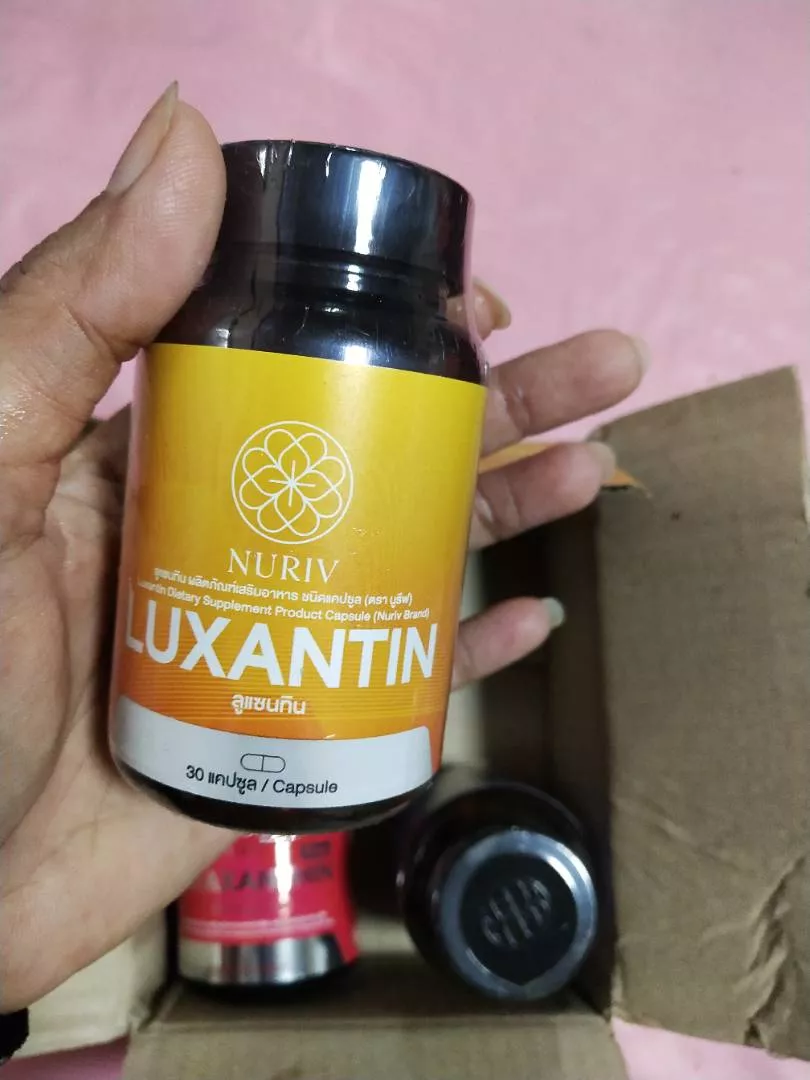 NURIV
ลูแซนทิน ผลิตภัณฑ์เสริมอาหาร ชนิดแคปซูล (ตรา นูรีฟ)
Luxantin Dietary Supplement Product Capsule (Nuriv Brand)
LUXANTIN
ลูแซนทิน
30 แคปซูล / Capsule